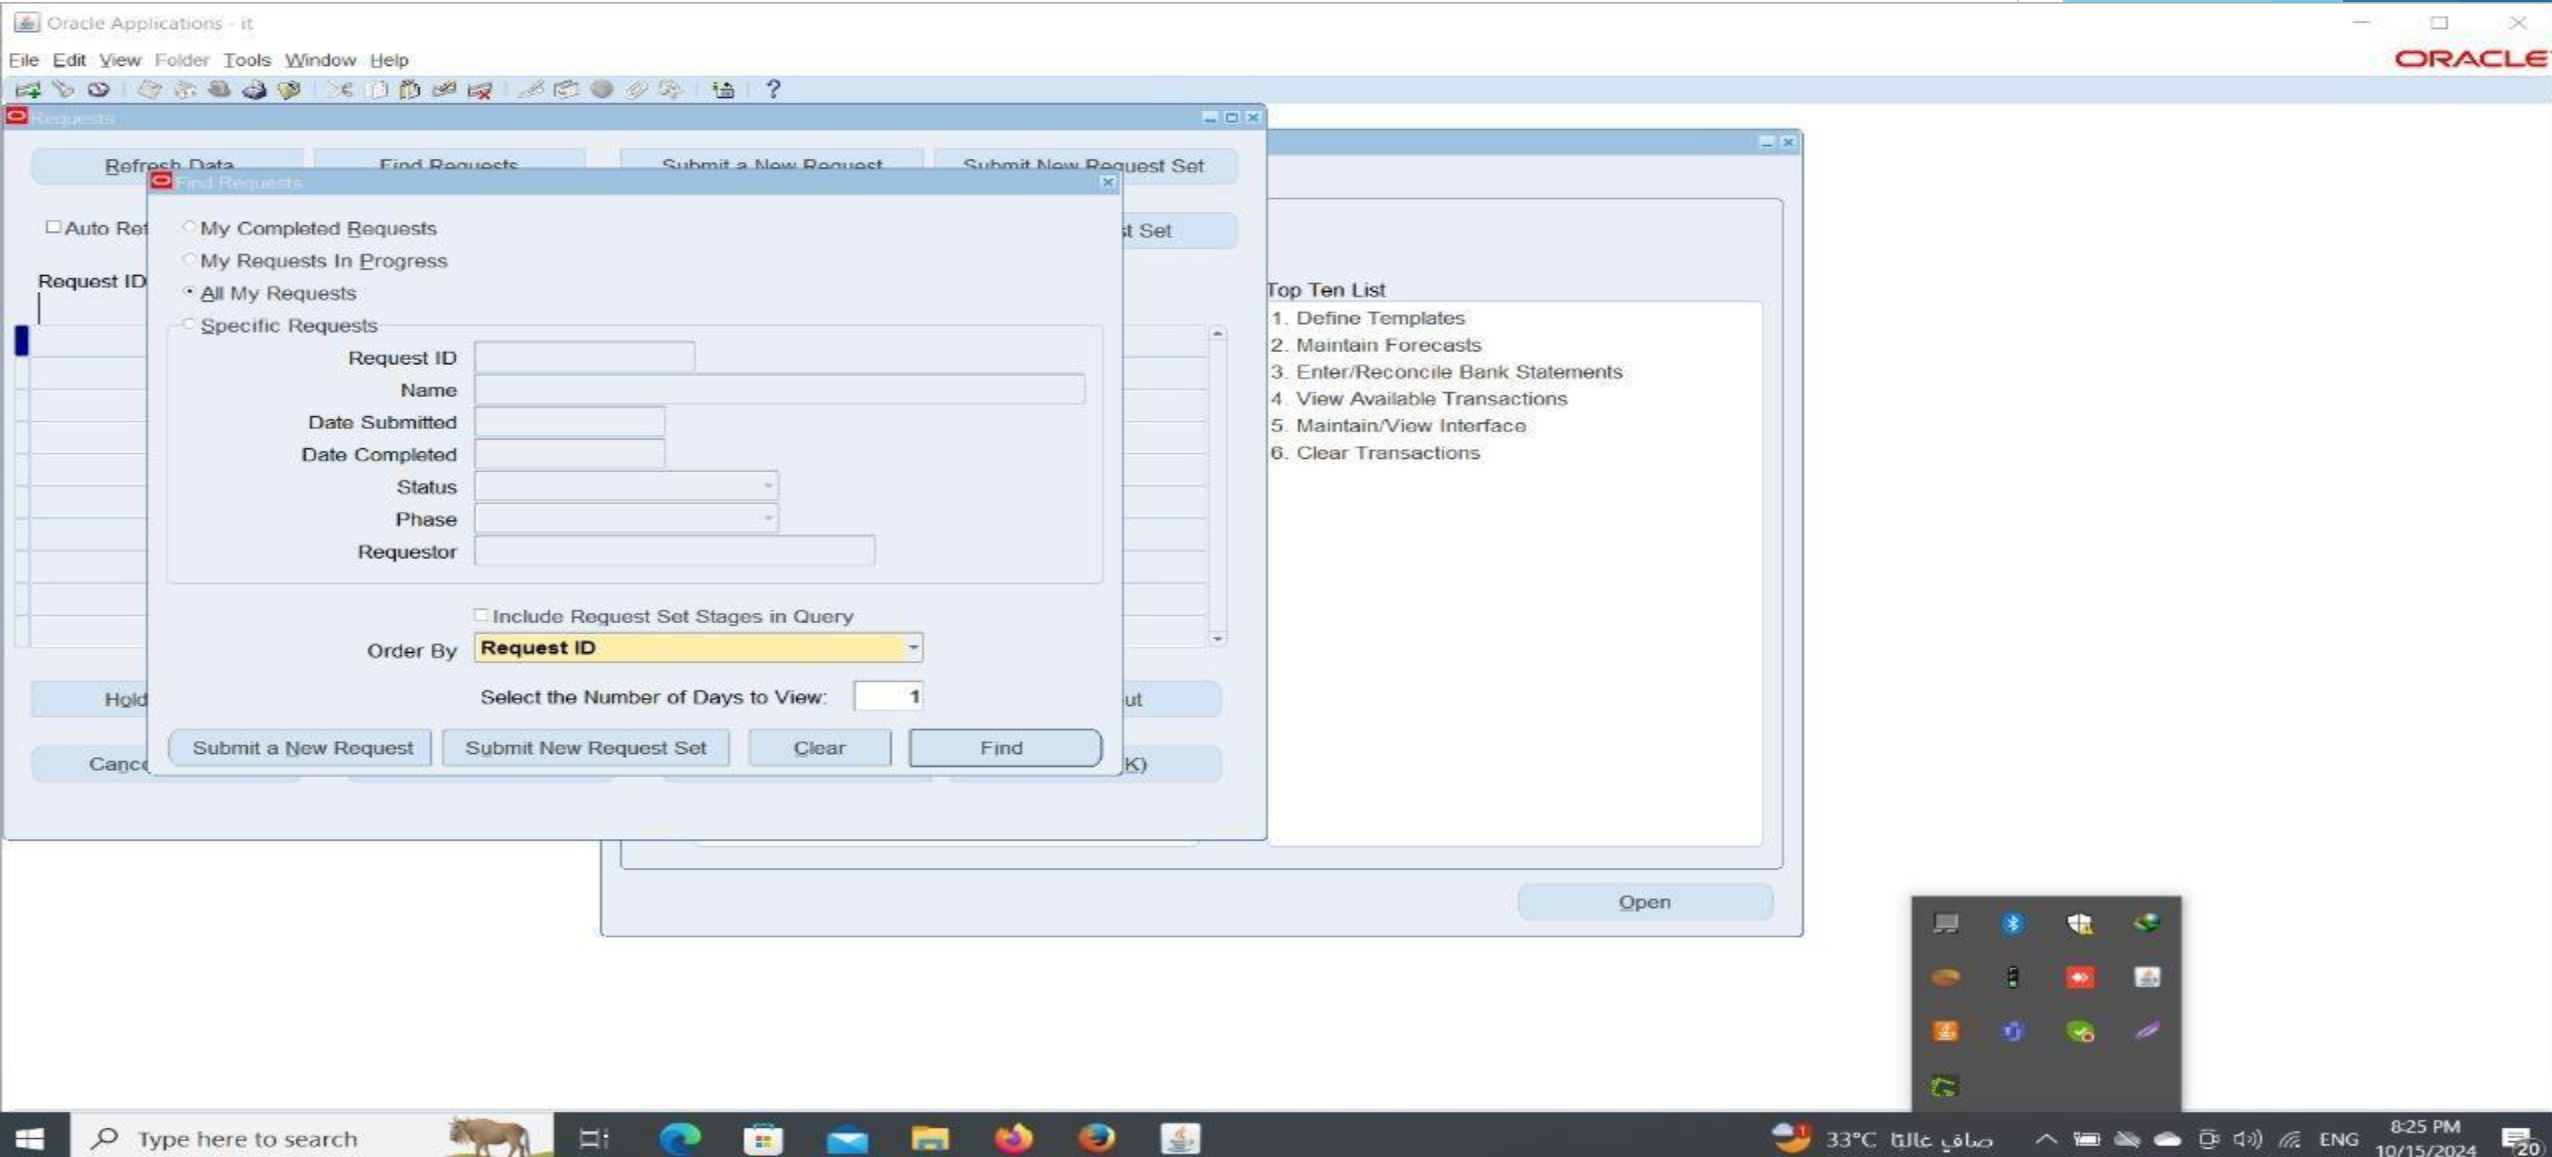 Oracle Applications - it
File Edit View Folder Tools Window Help
ORACLE
Requests
Refresh Data Find Requests Submit a New Request Submit New Request Set
Find Requests
Auto Ref
t Set
My Completed Requests
My Requests In Progress
Request ID
All My Requests
Specific Requests
Request ID
Name
Date Submitted
Date Completed
Status
Phase
Requestor
Include Request Set Stages in Query
Order By Request ID
Select the Number of Days to View: 1
Hold
ut
Submit a New Request Submit New Request Set Clear Find
Cance
K)
Top Ten List
1. Define Templates
2. Maintain Forecasts
3. Enter/Reconcile Bank Statements
4. View Available Transactions
5. Maintain/View Interface
6. Clear Transactions
Open
Type here to search
33°C صافٍ غالبًا
ENG
8:25 PM
10/15/2024
20